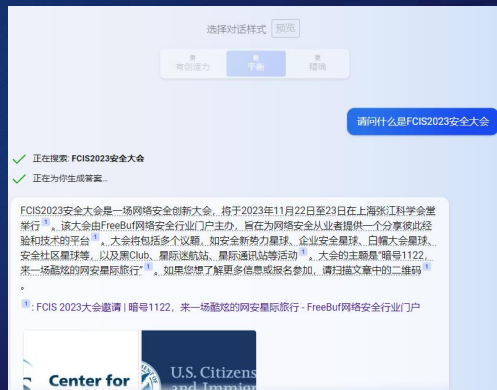 选择对话样式 预览
更 更 更
有创造力 平衡 精确
请问什么是FCIS2023安全大会
正在搜索: FCIS2023安全大会
正在为你生成答案...
FCIS2023安全大会是一场网络安全创新大会，将于2023年11月22日至23日在上海张江科学会堂
举行 1 。该大会由FreeBuf网络安全行业门户主办，旨在为网络安全从业者提供一个分享彼此经
验和技术的平台 1 。大会将包括多个议题，如安全新势力星球、企业安全星球、白帽大会星球、
安全社区星球等，以及黑客Club、星际迷航站、星际通讯站等活动 1 。大会的主题是“暗号1122，
来一场酷炫的网安星际旅行” 1 。如果您想了解更多信息或报名参加，请扫描文章中的二维码 1
。
1 : FCIS 2023大会邀请 | 暗号1122，来一场酷炫的网安星际旅行 - FreeBuf网络安全行业门户
Center for
U.S. Citizens
and Immigr